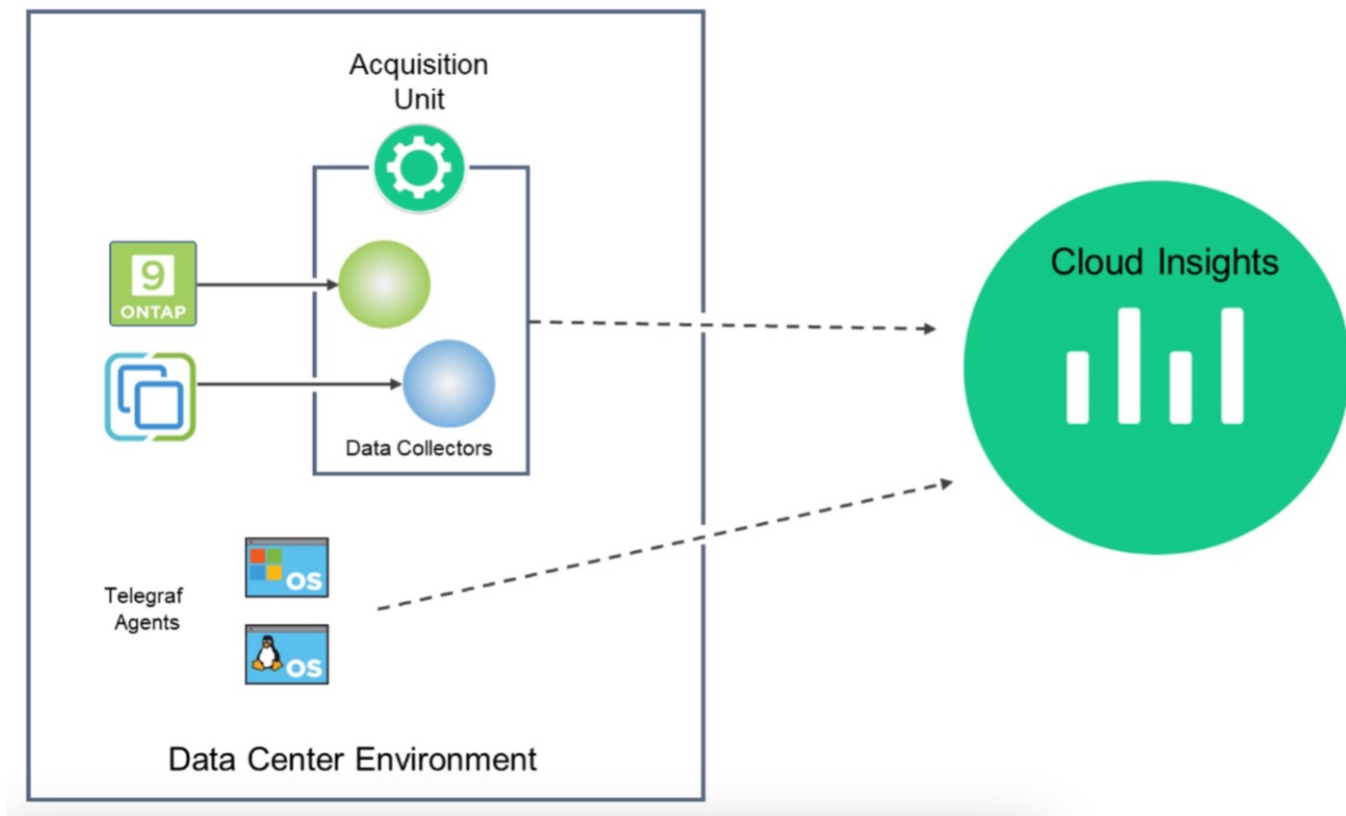 Acquisition
Unit
9
ONTAP
Data Collectors
Cloud Insights
Telegraf
Agents
OS
OS
Data Center Environment